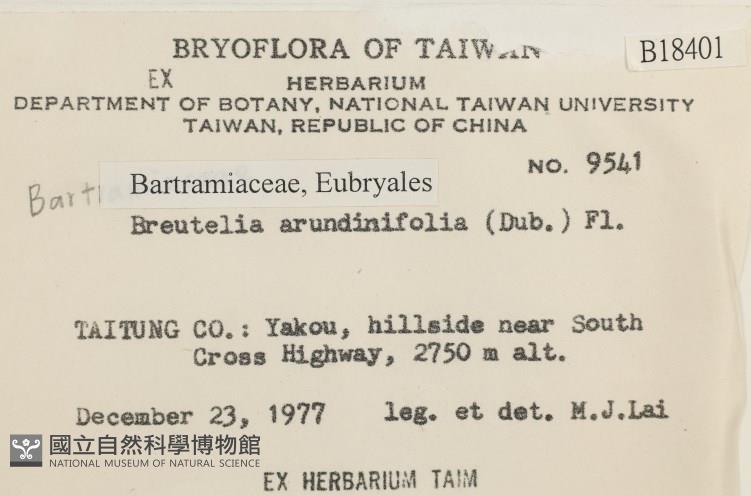 BRYOFLORA OF TAIWAN
B18401
EX
HERBARIUM
DEPARTMENT OF BOTANY, NATIONAL TAIWAN UNIVERSITY
TAIWAN, REPUBLIC OF CHINA
NO. 9541
Bartramiaceae, Eubryales
Breutelia arundinifolia (Dub.) Fl.
TAITUNG CO.: Yakou, hillside near South
Cross Highway, 2750 m alt.
December 23, 1977 leg. et det. M.J.Lai
國立自然科學博物館
NATIONAL MUSEUM OF NATURAL SCIENCE
EX HERBARIUM TAIM